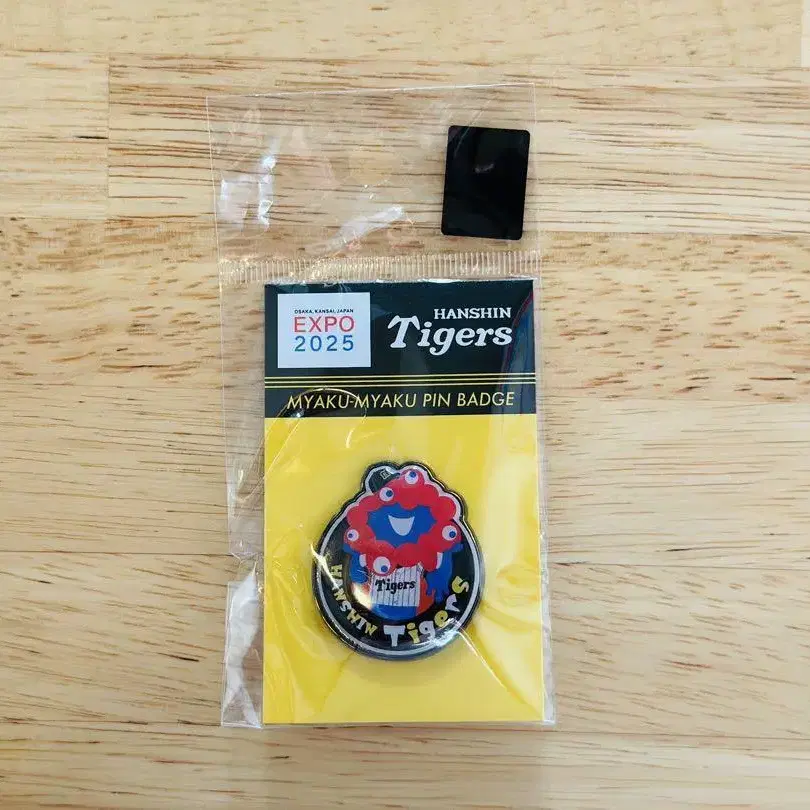 OSAKA, KANSAI, JAPAN
EXPO
2025
HANSHIN
Tigers
MYAKU-MYAKU PIN BADGE
Tigers
HANSHIN Tigers